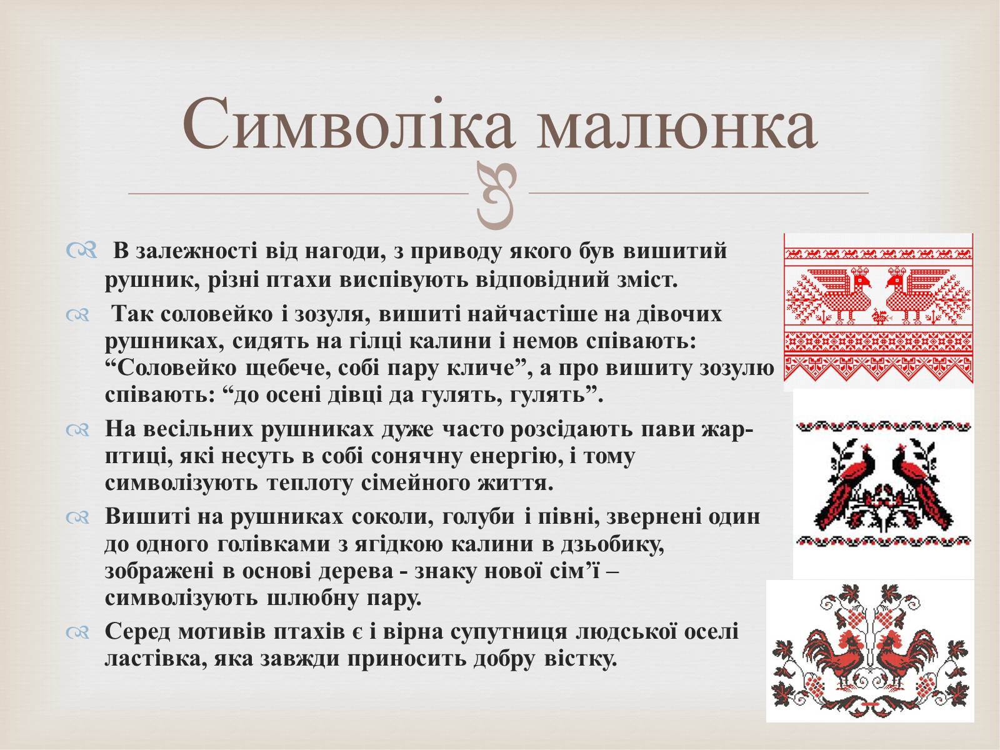 Символіка малюнка
В залежності від нагоди, з приводу якого був вишитий
рушник, різні птахи виспівують відповідний зміст.
Так соловейко і зозуля, вишиті найчастіше на дівочих
рушниках, сидять на гілці калини і немов співають:
“Соловейко щебече, собі пару кличе”, а про вишиту зозулю
співають: “до осені дівці да гулять, гулять”.
На весільних рушниках дуже часто розсідають пави жар-
птиці, які несуть в собі сонячну енергію, і тому
символізують теплоту сімейного життя.
Вишиті на рушниках соколи, голуби і півні, звернені один
до одного голівками з ягідкою калини в дзьобику,
зображені в основі дерева - знаку нової сім’ї –
символізують шлюбну пару.
Серед мотивів птахів є і вірна супутниця людської оселі
ластівка, яка завжди приносить добру вістку.